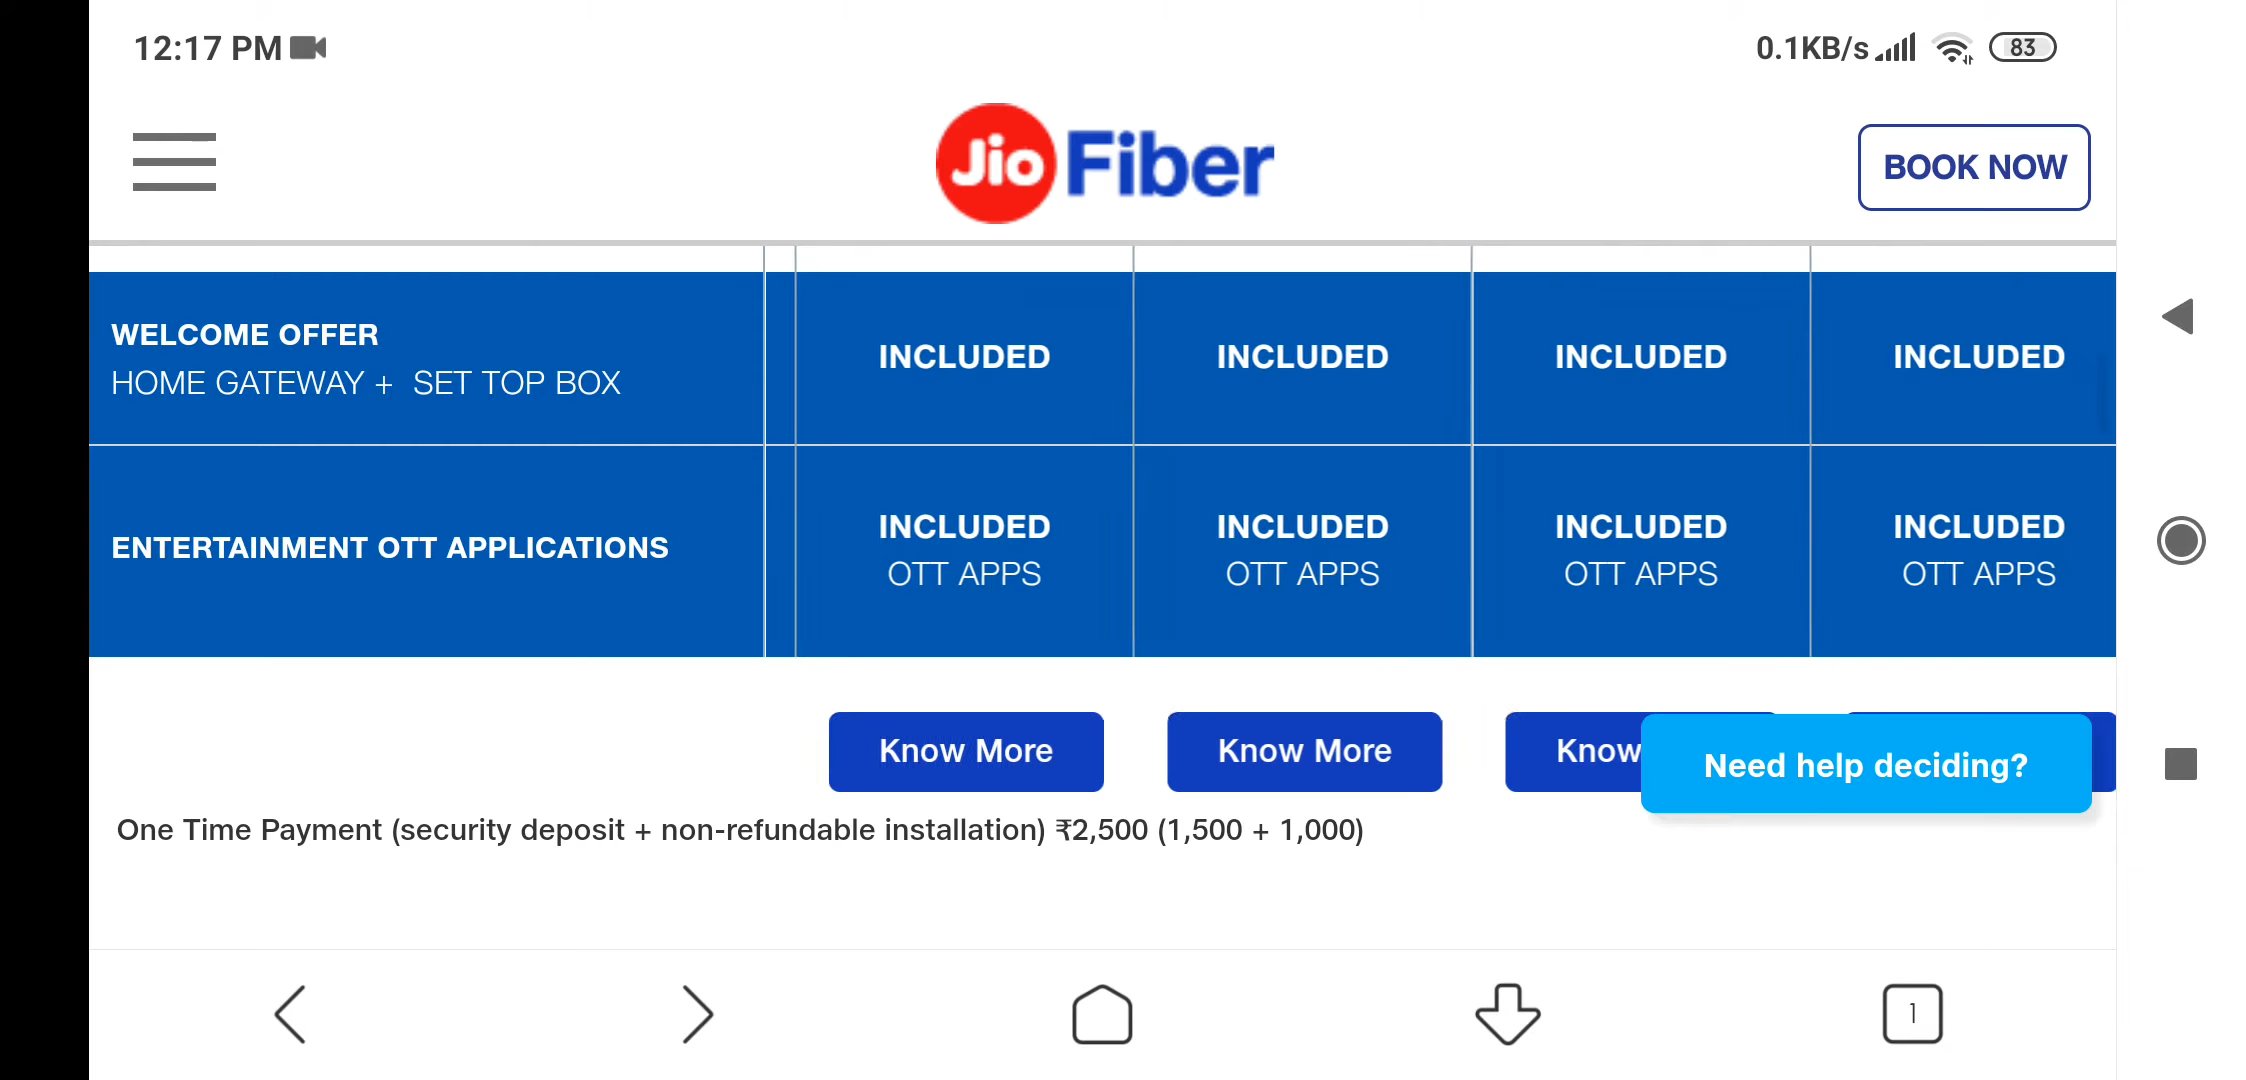 12:17 PM 0.1KB/s 83
Jio Fiber BOOK NOW
WELCOME OFFER
HOME GATEWAY + SET TOP BOX
INCLUDED INCLUDED INCLUDED INCLUDED
ENTERTAINMENT OTT APPLICATIONS
INCLUDED INCLUDED INCLUDED INCLUDED
OTT APPS OTT APPS OTT APPS OTT APPS
Know More Know More Know Need help deciding?
One Time Payment (security deposit + non-refundable installation) ₹2,500 (1,500 + 1,000)
1